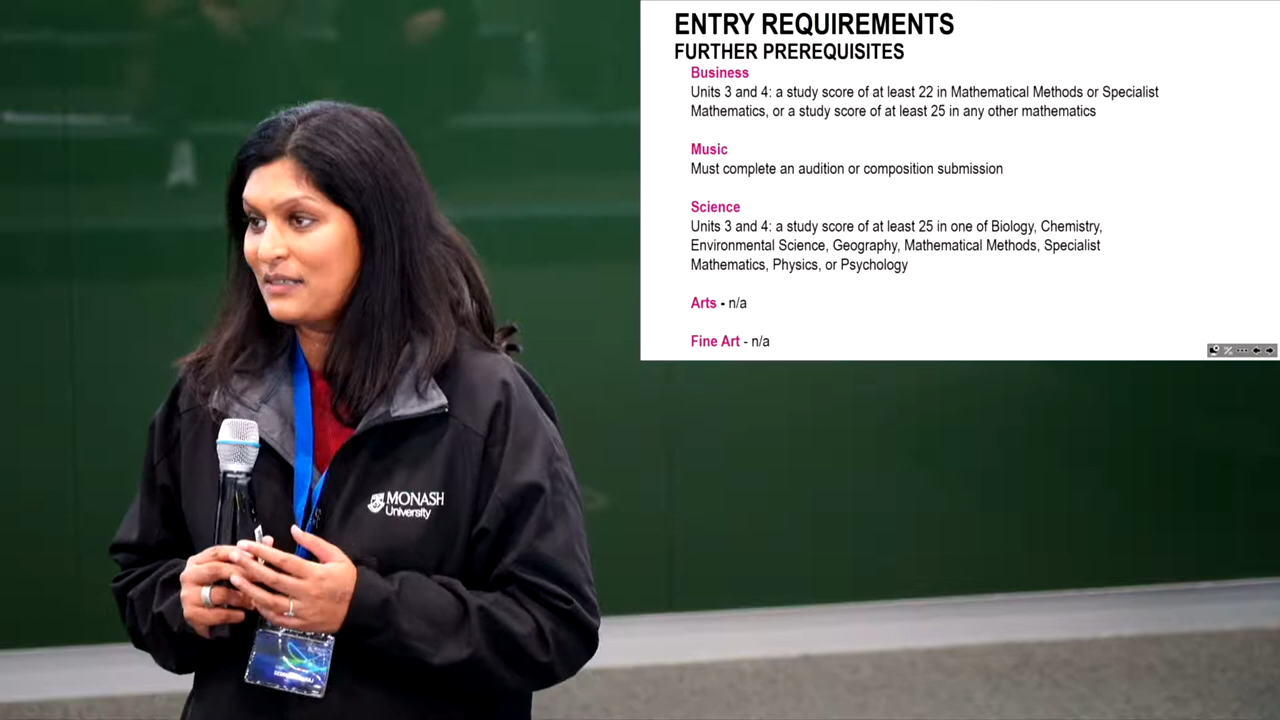 ENTRY REQUIREMENTS
FURTHER PREREQUISITES
Business
Units 3 and 4: a study score of at least 22 in Mathematical Methods or Specialist
Mathematics, or a study score of at least 25 in any other mathematics
Music
Must complete an audition or composition submission
Science
Units 3 and 4: a study score of at least 25 in one of Biology, Chemistry,
Environmental Science, Geography, Mathematical Methods, Specialist
Mathematics, Physics, or Psychology
Arts - n/a
Fine Art - n/a
MONASH
University